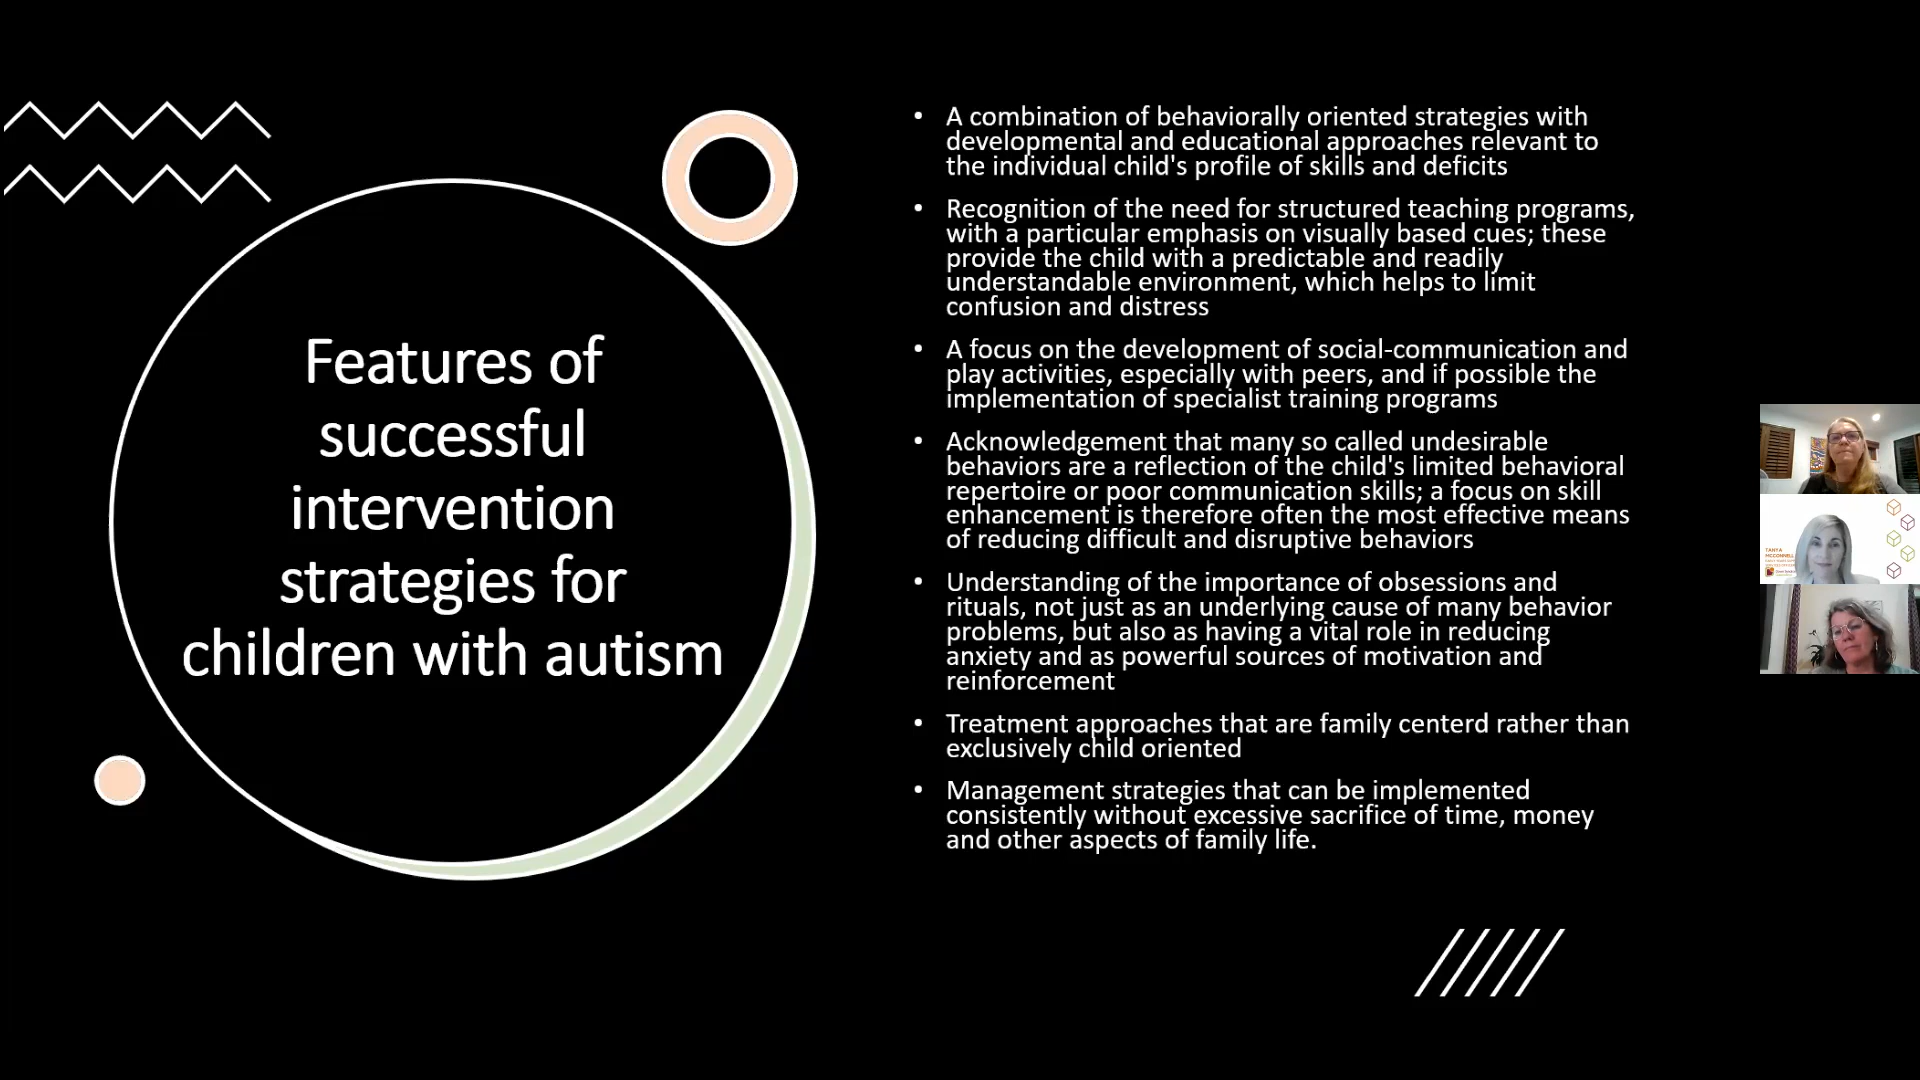 Features of
successful
intervention
strategies for
children with autism
• A combination of behaviorally oriented strategies with
developmental and educational approaches relevant to
the individual child's profile of skills and deficits
• Recognition of the need for structured teaching programs,
with a particular emphasis on visually based cues; these
provide the child with a predictable and readily
understandable environment, which helps to limit
confusion and distress
• A focus on the development of social-communication and
play activities, especially with peers, and if possible the
implementation of specialist training programs
• Acknowledgement that many so called undesirable
behaviors are a reflection of the child's limited behavioral
repertoire or poor communication skills; a focus on skill
enhancement is therefore often the most effective means
of reducing difficult and disruptive behaviors
• Understanding of the importance of obsessions and
rituals, not just as an underlying cause of many behavior
problems, but also as having a vital role in reducing
anxiety and as powerful sources of motivation and
reinforcement
• Treatment approaches that are family centerd rather than
exclusively child oriented
• Management strategies that can be implemented
consistently without excessive sacrifice of time, money
and other aspects of family life.
TANYA
MCCONNELL